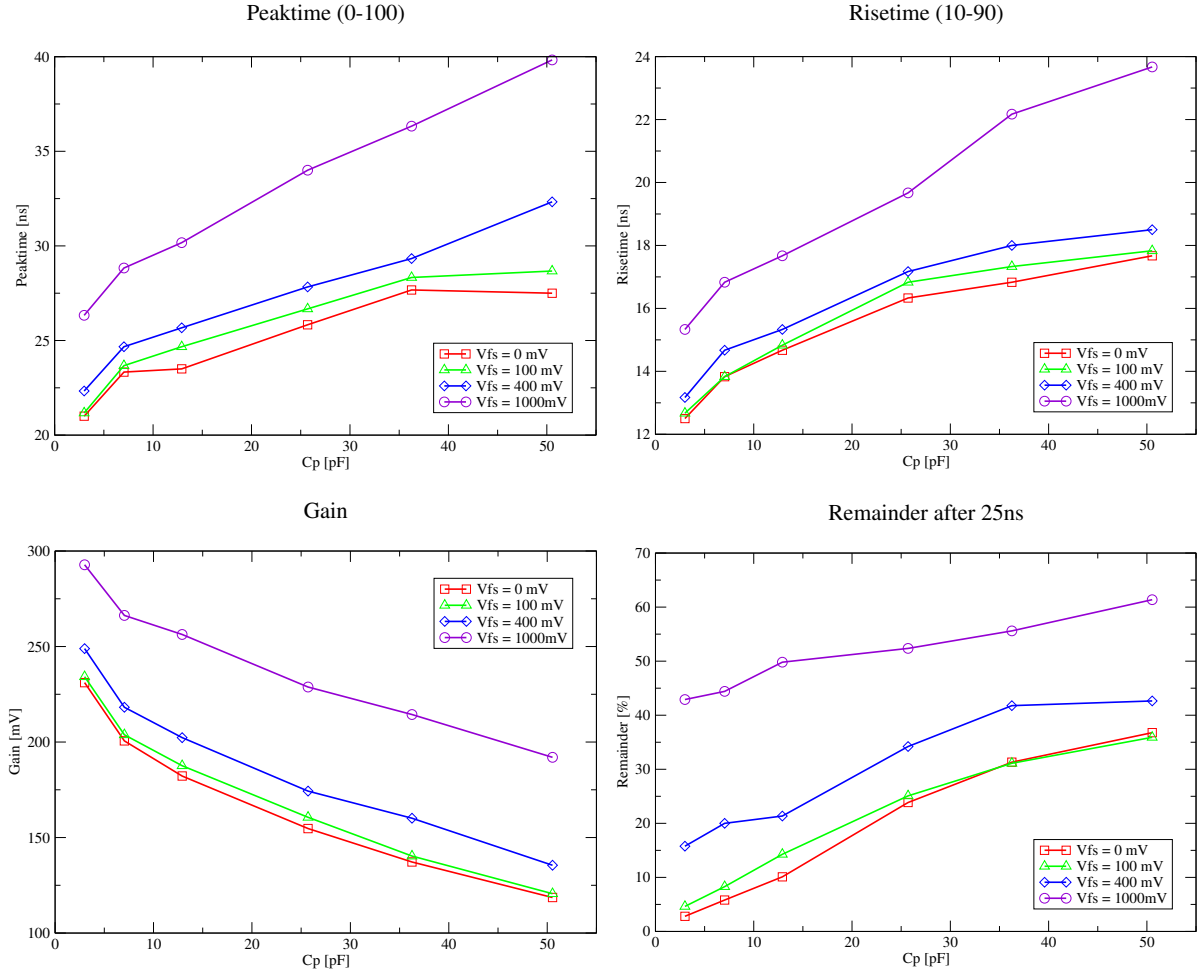 Peaktime (0-100)
40
35
30
25
20
Peaktime [ns]
0 10 20 30 40 50
Cp [pF]
Vfs = 0 mV
Vfs = 100 mV
Vfs = 400 mV
Vfs = 1000mV
Risetime (10-90)
24
22
20
18
16
14
12
Risetime [ns]
0 10 20 30 40 50
Cp [pF]
Vfs = 0 mV
Vfs = 100 mV
Vfs = 400 mV
Vfs = 1000mV
Gain
300
250
200
150
100
Gain [mV]
0 10 20 30 40 50
Cp [pF]
Vfs = 0 mV
Vfs = 100 mV
Vfs = 400 mV
Vfs = 1000mV
Remainder after 25ns
70
60
50
40
30
20
10
0
Remainder [%]
0 10 20 30 40 50
Cp [pF]
Vfs = 0 mV
Vfs = 100 mV
Vfs = 400 mV
Vfs = 1000mV